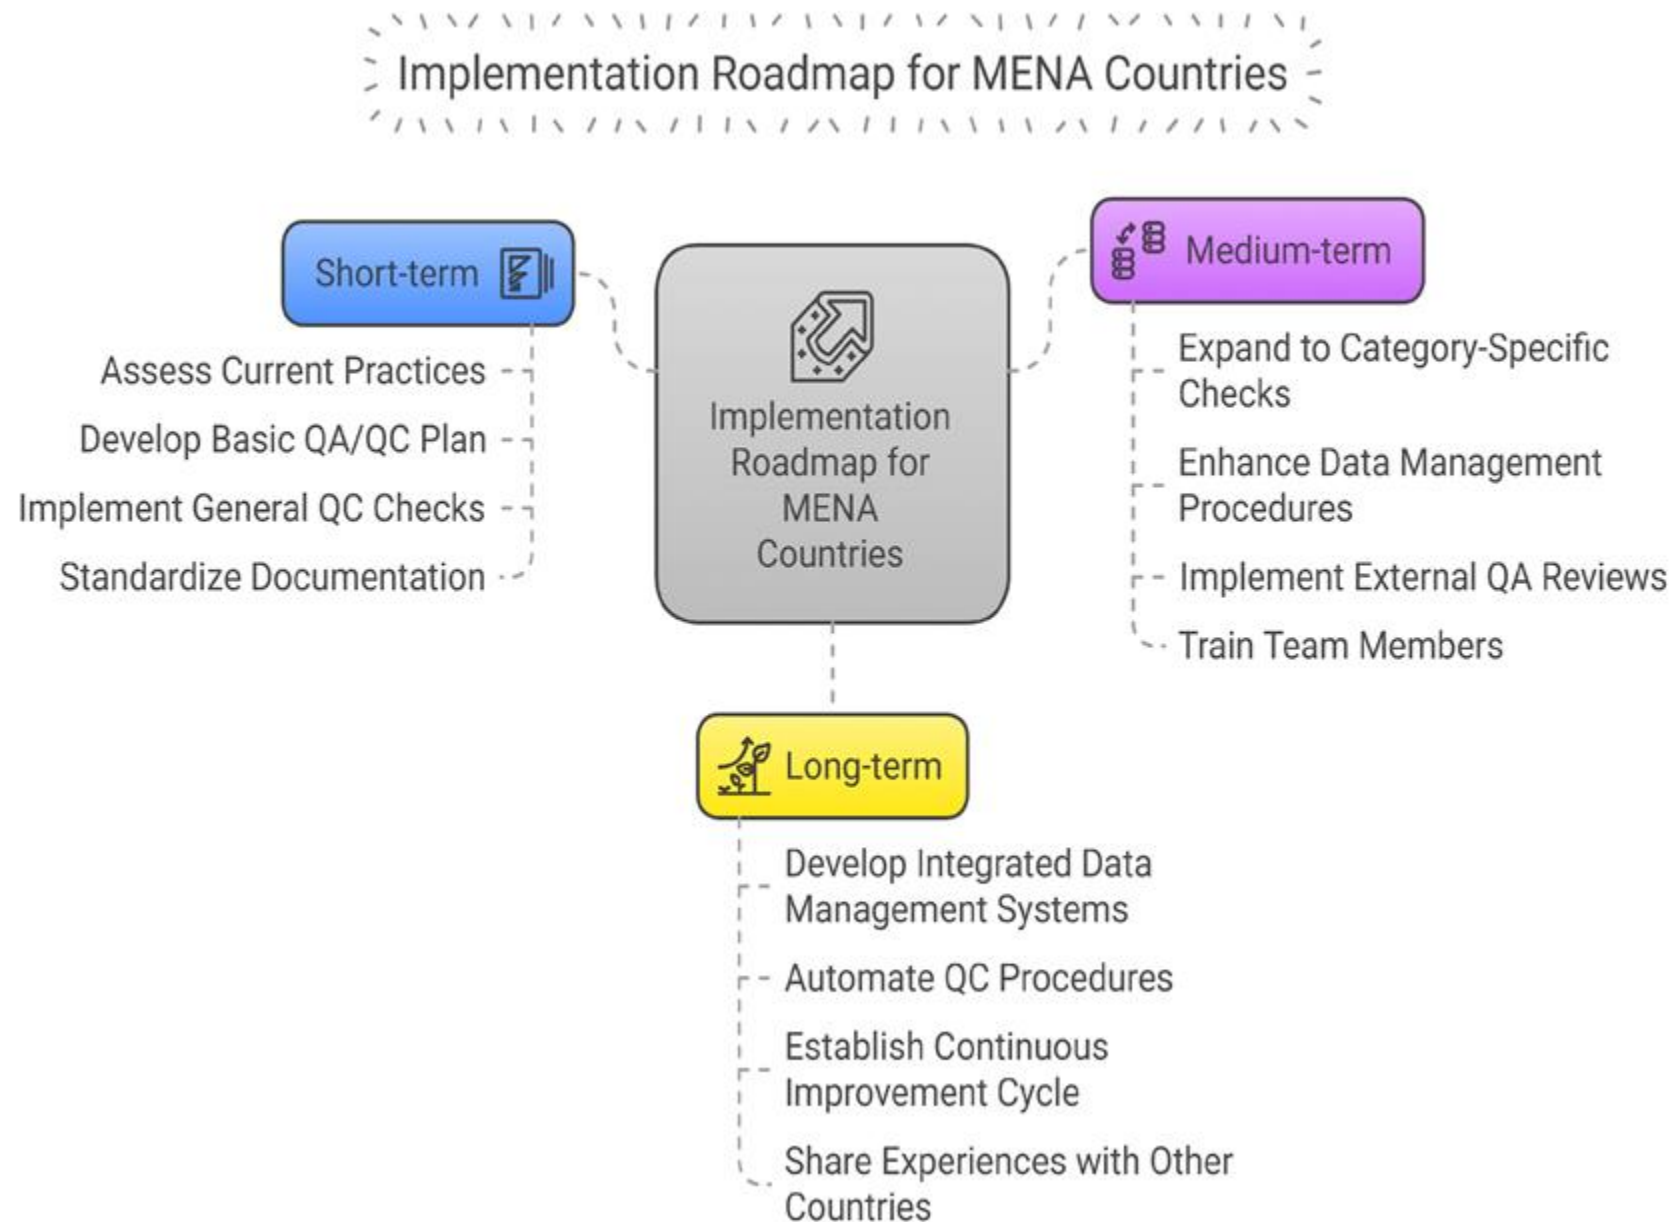 Implementation Roadmap for MENA Countries
Short-term
Assess Current Practices
Develop Basic QA/QC Plan
Implement General QC Checks
Standardize Documentation
Implementation
Roadmap for
MENA
Countries
Medium-term
Expand to Category-Specific
Checks
Enhance Data Management
Procedures
Implement External QA Reviews
Train Team Members
Long-term
Develop Integrated Data
Management Systems
Automate QC Procedures
Establish Continuous
Improvement Cycle
Share Experiences with Other
Countries